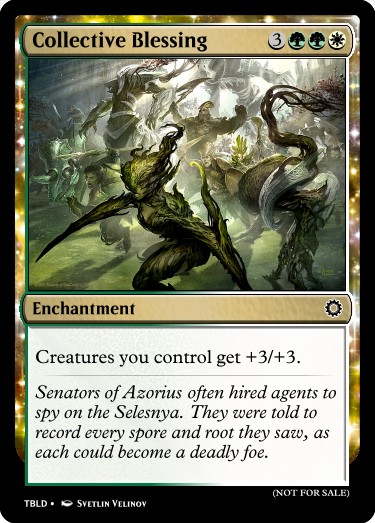 Collective Blessing 3
Enchantment
Creatures you control get +3/+3.
Senators of Azorius often hired agents to
spy on the Selesnya. They were told to
record every spore and root they saw, as
each could become a deadly foe.
(NOT FOR SALE)
TBLD • Svetlin Velinov